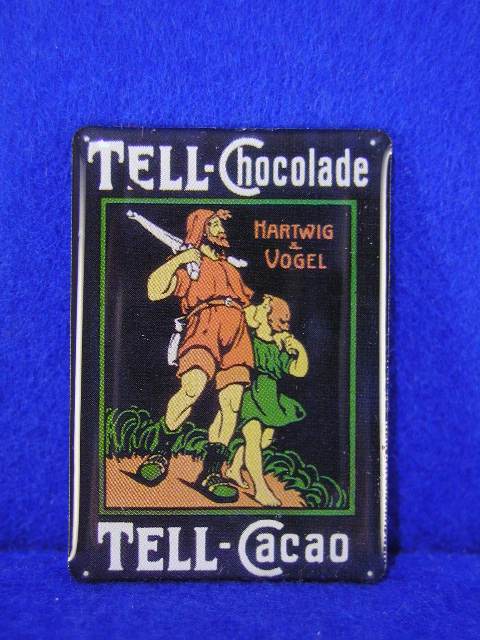 TELL-Chocolade
HARTWIG
&
VOGEL
TELL-Cacao